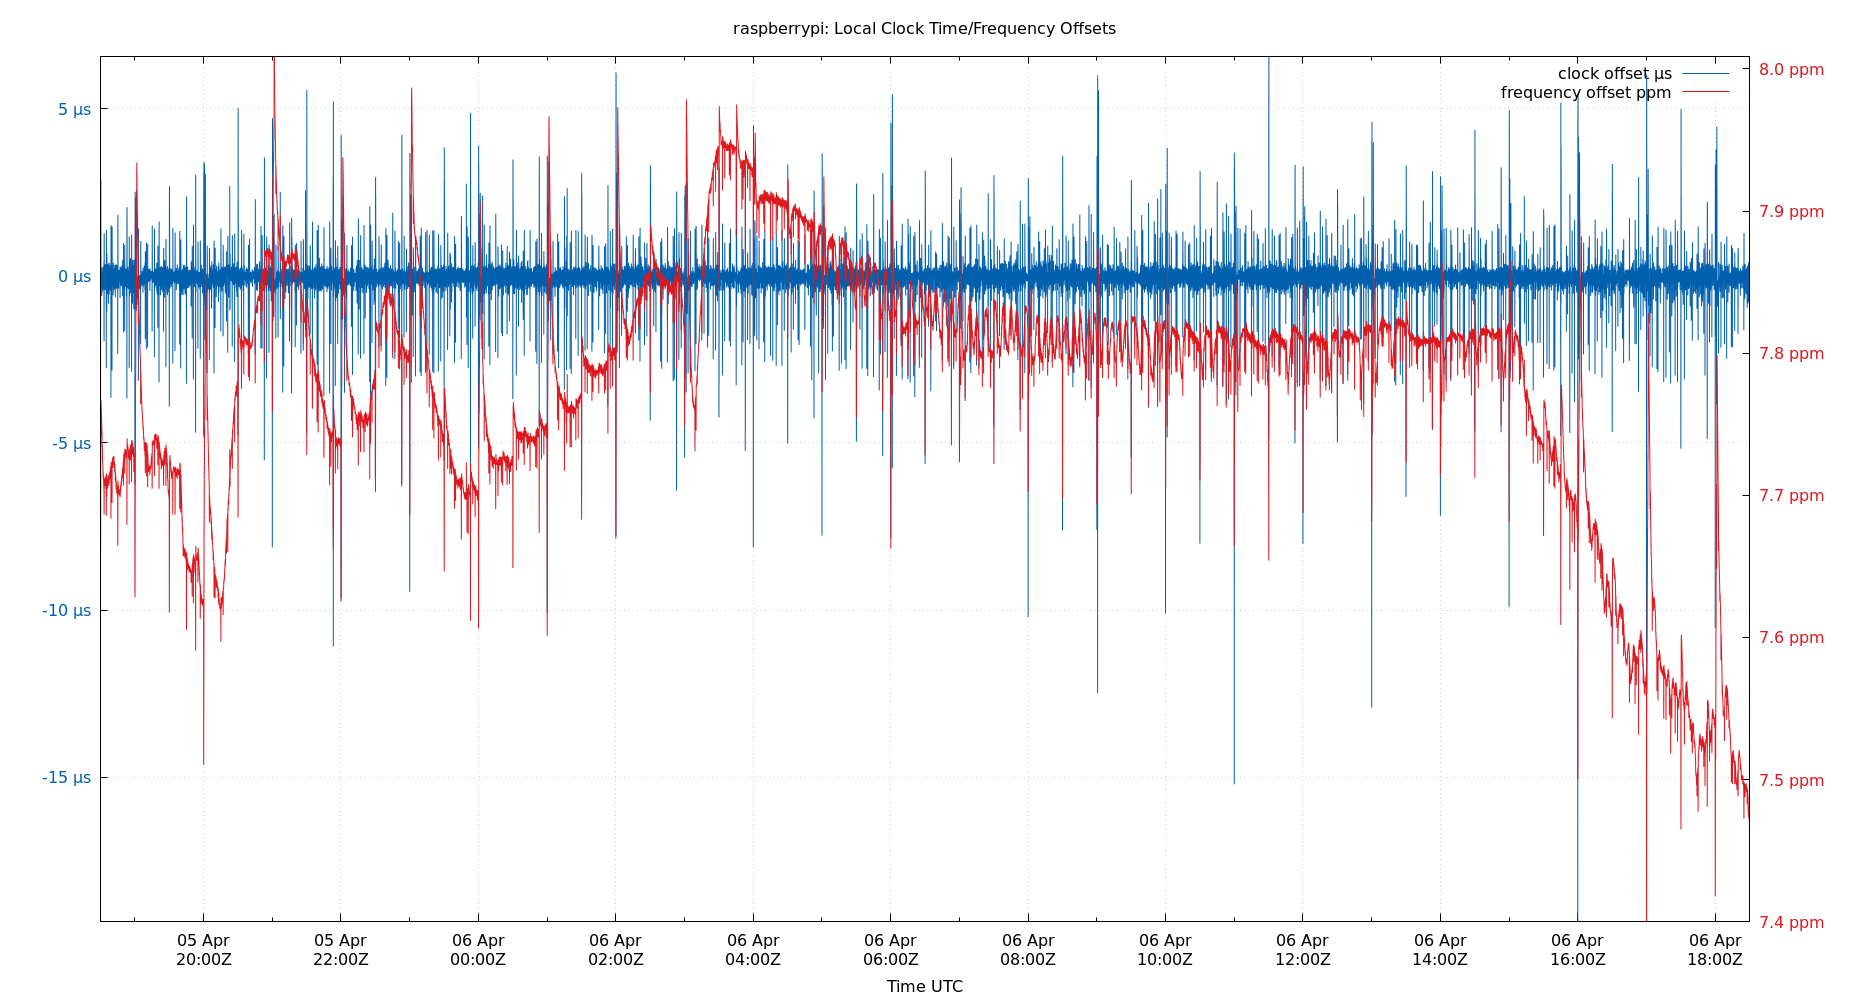 raspberrypi: Local Clock Time/Frequency Offsets
clock offset µs
frequency offset ppm
5 µs
0 µs
-5 µs
-10 µs
-15 µs
8.0 ppm
7.9 ppm
7.8 ppm
7.7 ppm
7.6 ppm
7.5 ppm
7.4 ppm
05 Apr 05 Apr 06 Apr 06 Apr 06 Apr 06 Apr 06 Apr 06 Apr 06 Apr 06 Apr 06 Apr 06 Apr
20:00Z 22:00Z 00:00Z 02:00Z 04:00Z 06:00Z 08:00Z 10:00Z 12:00Z 14:00Z 16:00Z 18:00Z
Time UTC